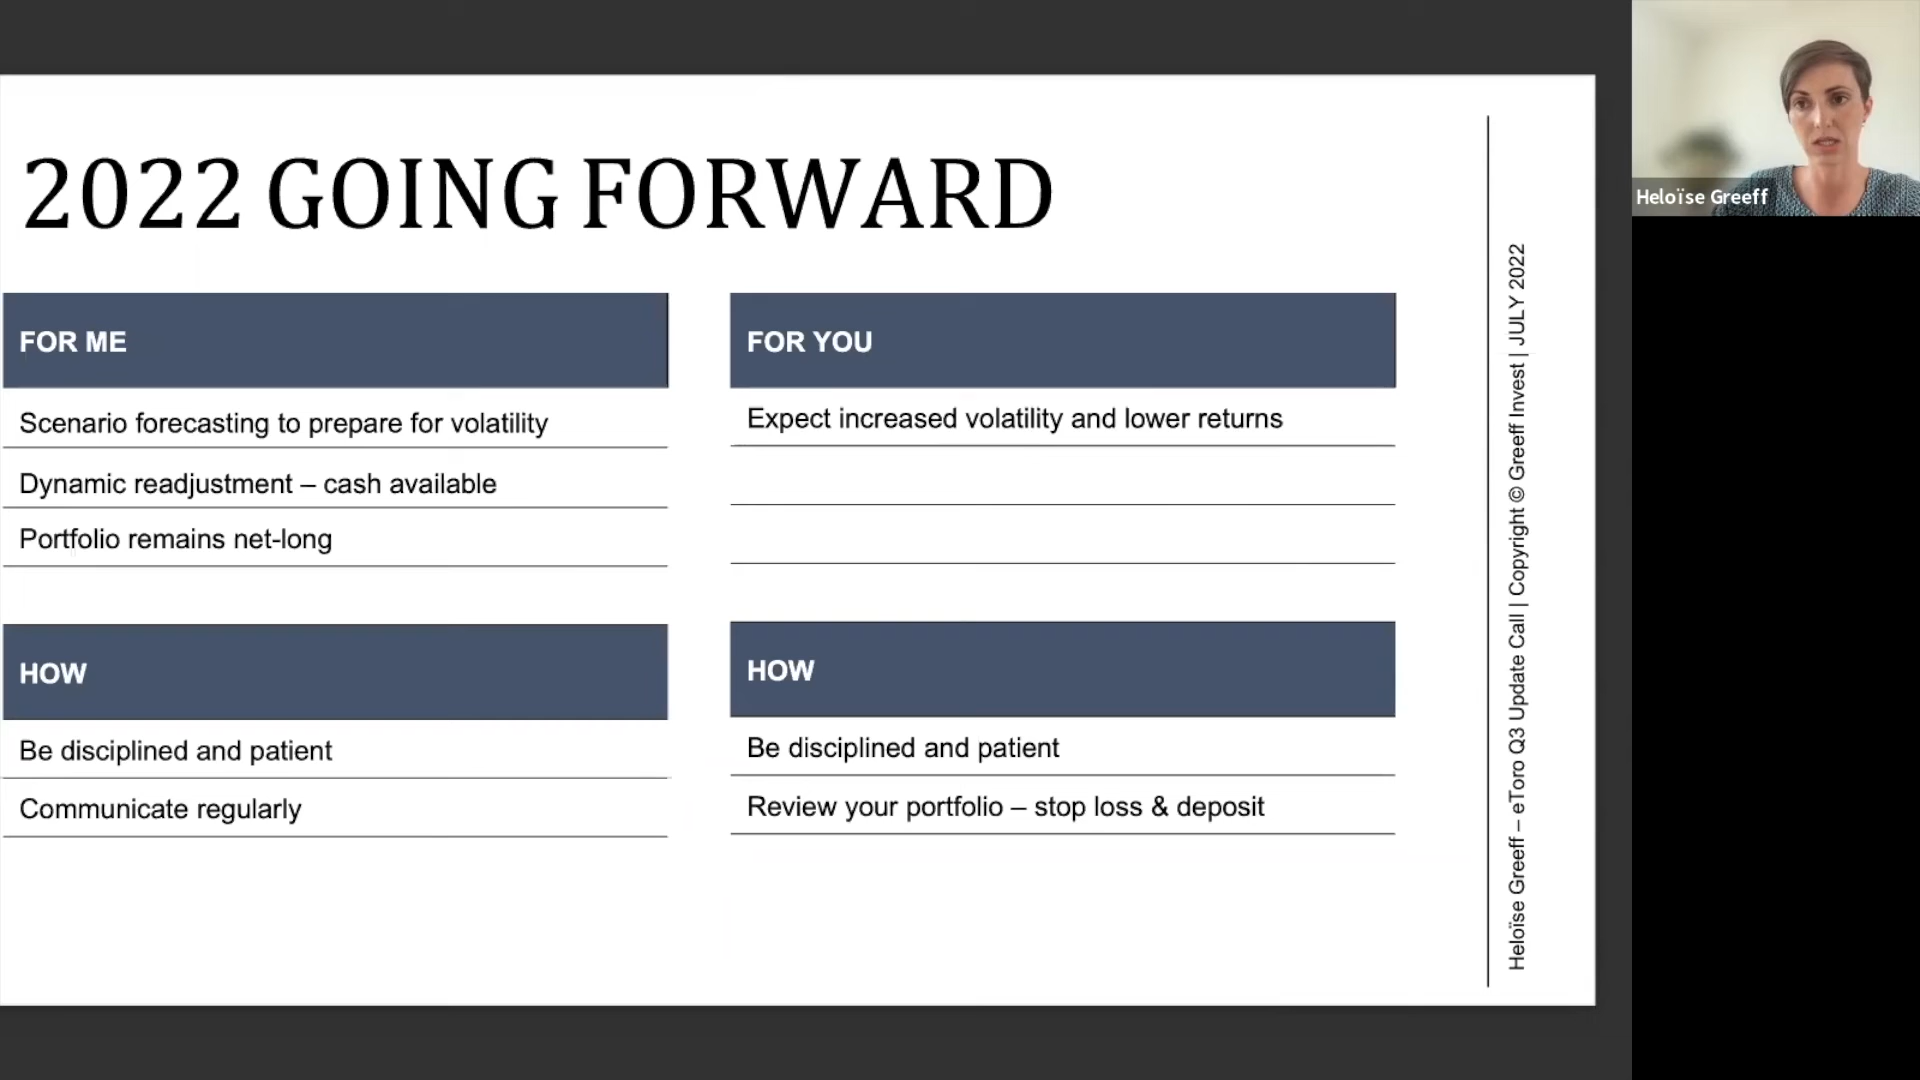 2022 GOING FORWARD
FOR ME
Scenario forecasting to prepare for volatility
Dynamic readjustment – cash available
Portfolio remains net-long
HOW
Be disciplined and patient
Communicate regularly
FOR YOU
Expect increased volatility and lower returns
HOW
Be disciplined and patient
Review your portfolio – stop loss & deposit
Heloïse Greeff – eToro Q3 Update Call | Copyright © Greeff Invest | JULY 2022
Heloïse Greeff